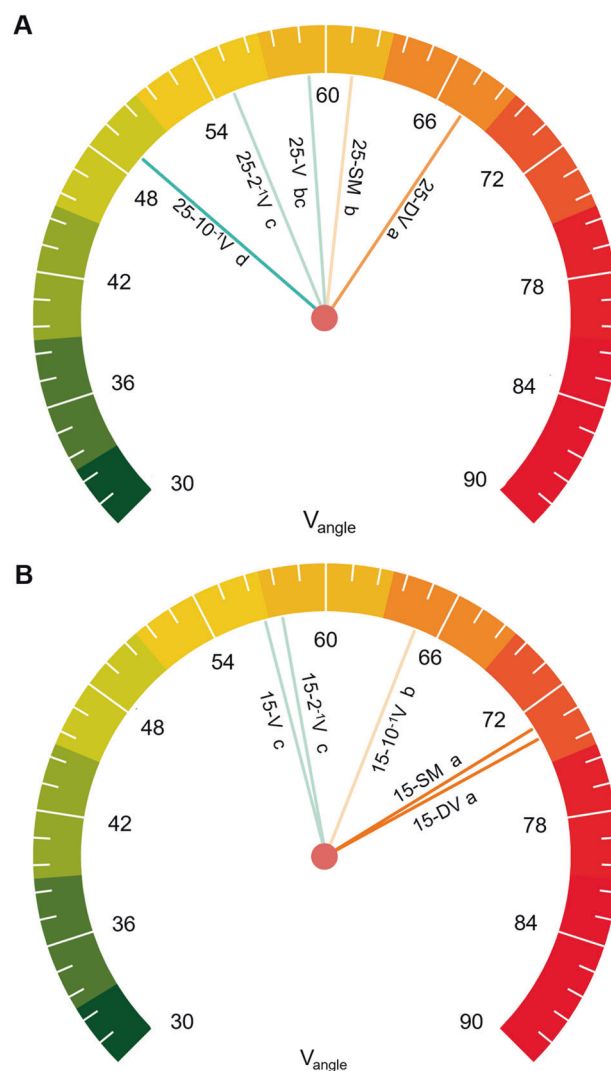 A
30
36
42
48
54
60
66
72
78
84
90
25-10⁻¹V d
25-2⁻¹V c
25-V bc
25-SM b
25-DV a
Vangle
B
30
36
42
48
54
60
66
72
78
84
90
15-V c
15-2⁻¹V c
15-10⁻¹V b
15-SM a
15-DV a
Vangle